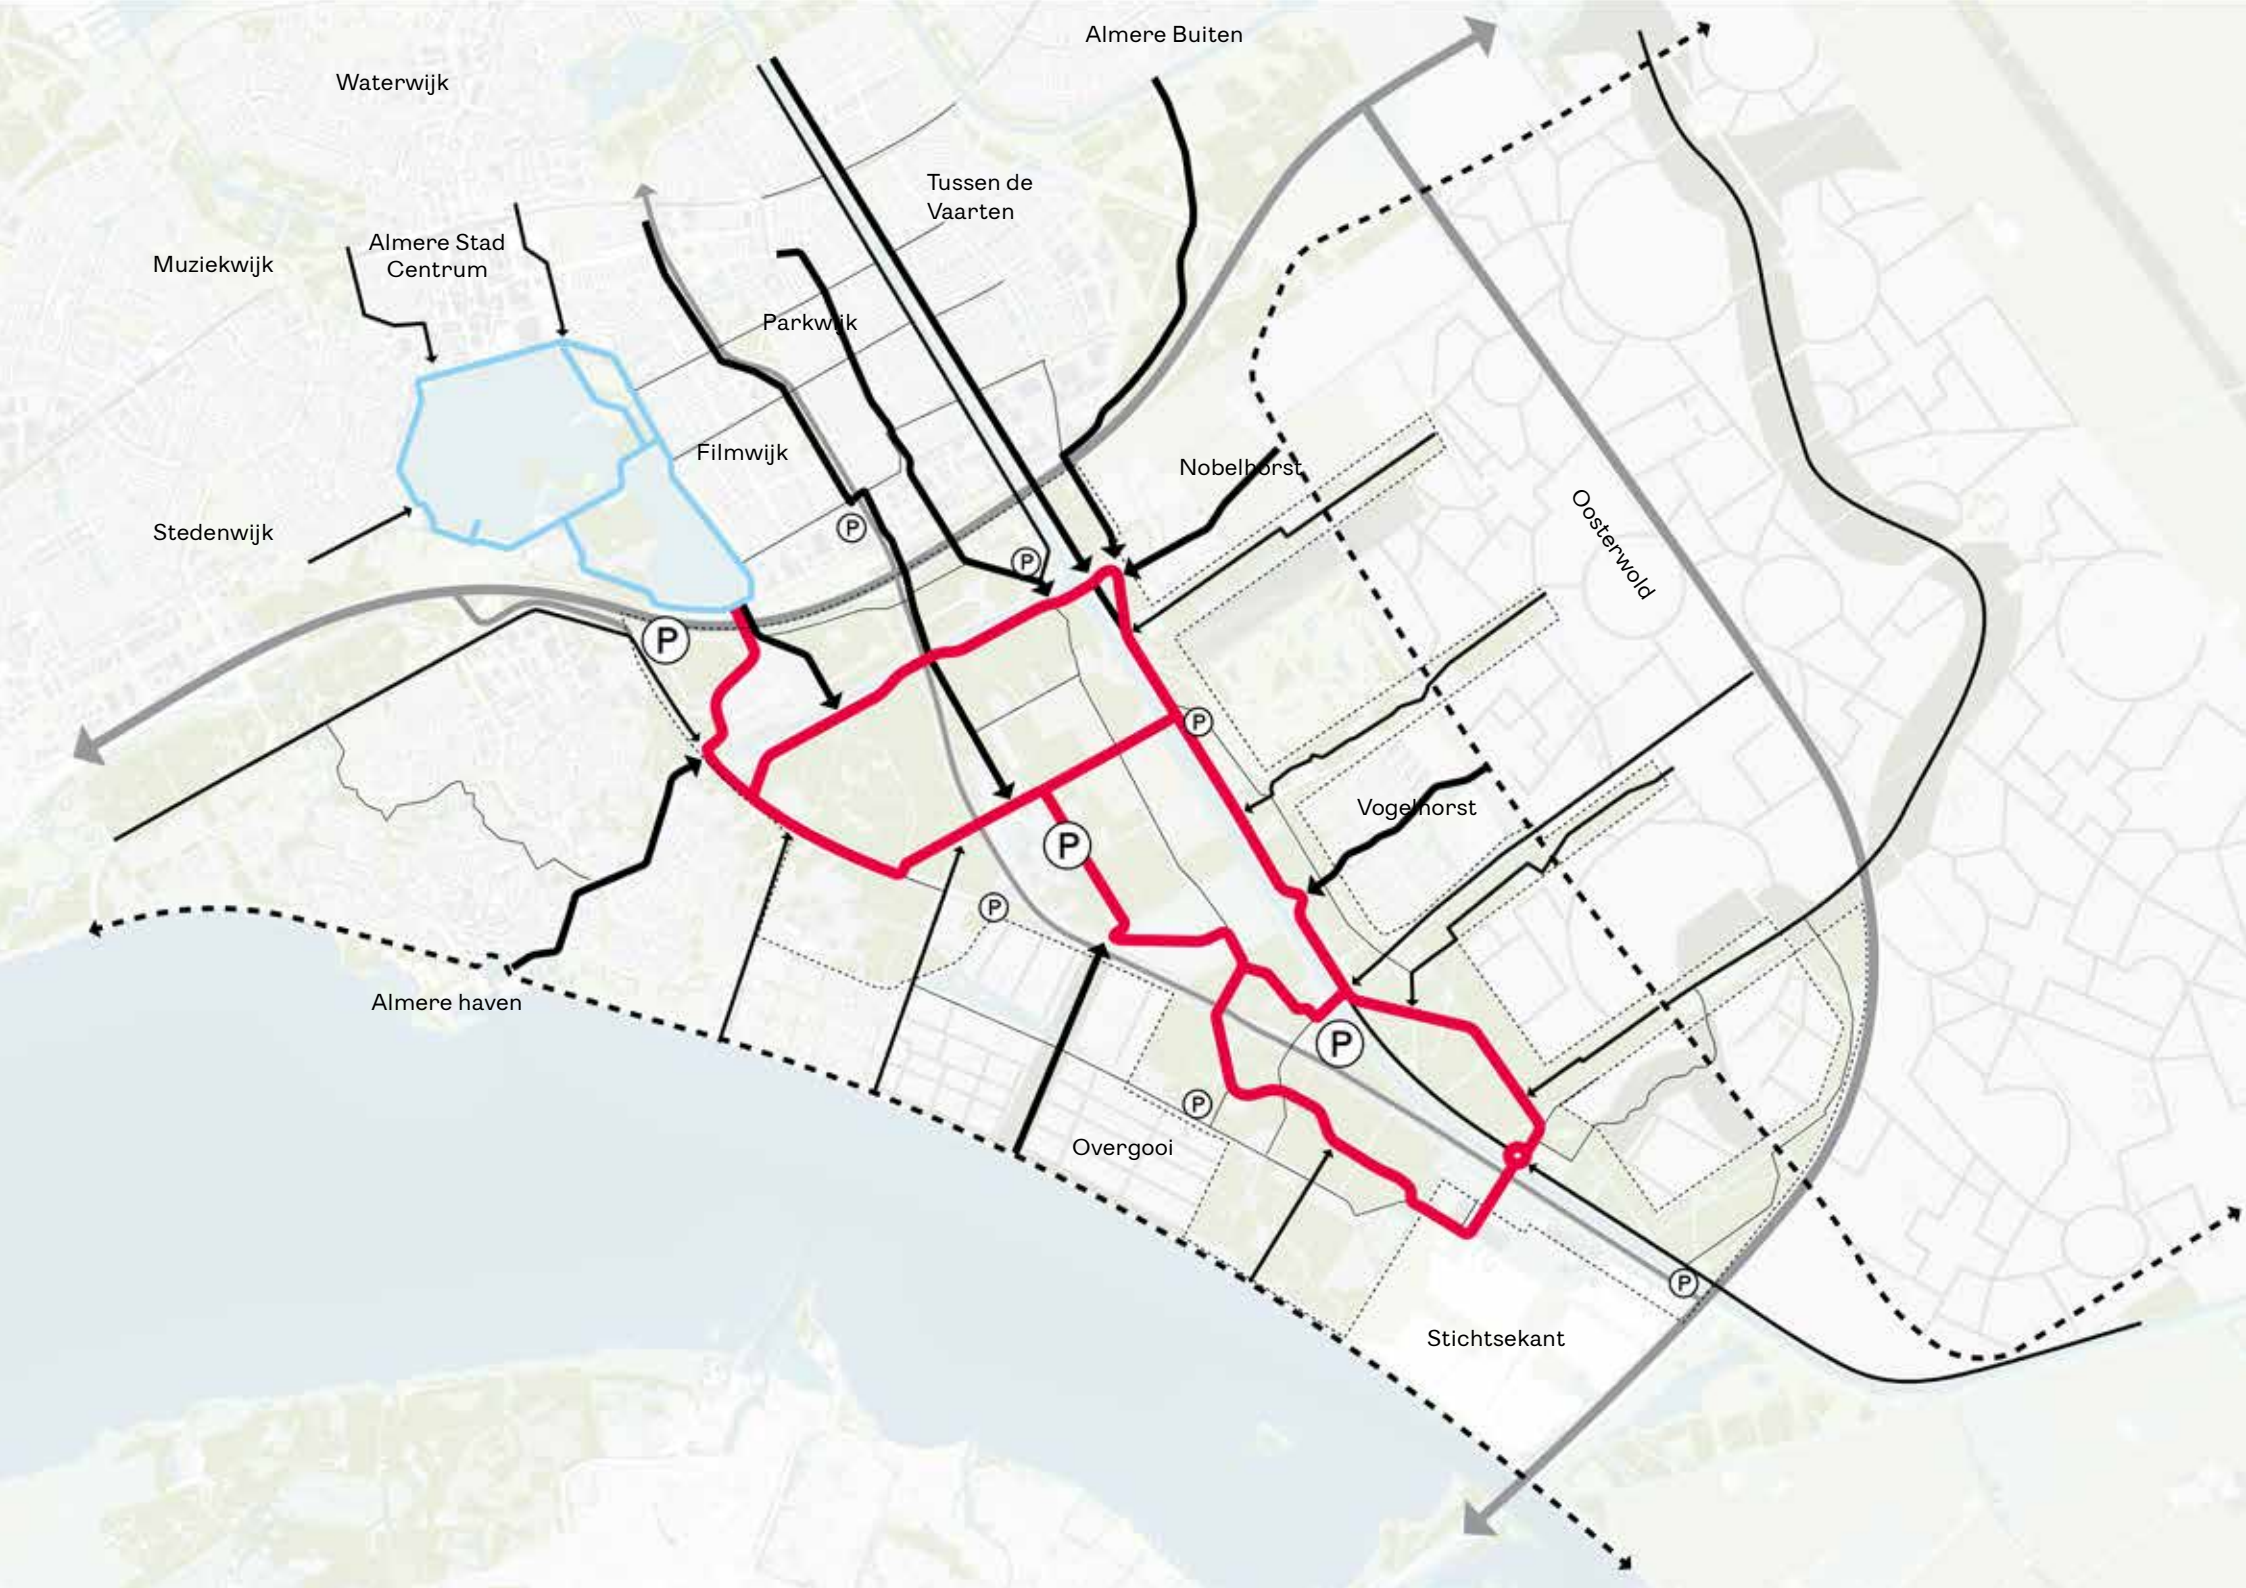 Almere Buiten
Waterwijk
Tussen de
Vaarten
Almere Stad
Centrum
Muziekwijk
Parkwijk
Filmwijk
Nobelhorst
Oosterwold
Stedenwijk
P
P
P
P
P
Vogelhorst
P
P
Almere haven
P
P
Overgooi
P
Stichtsekant